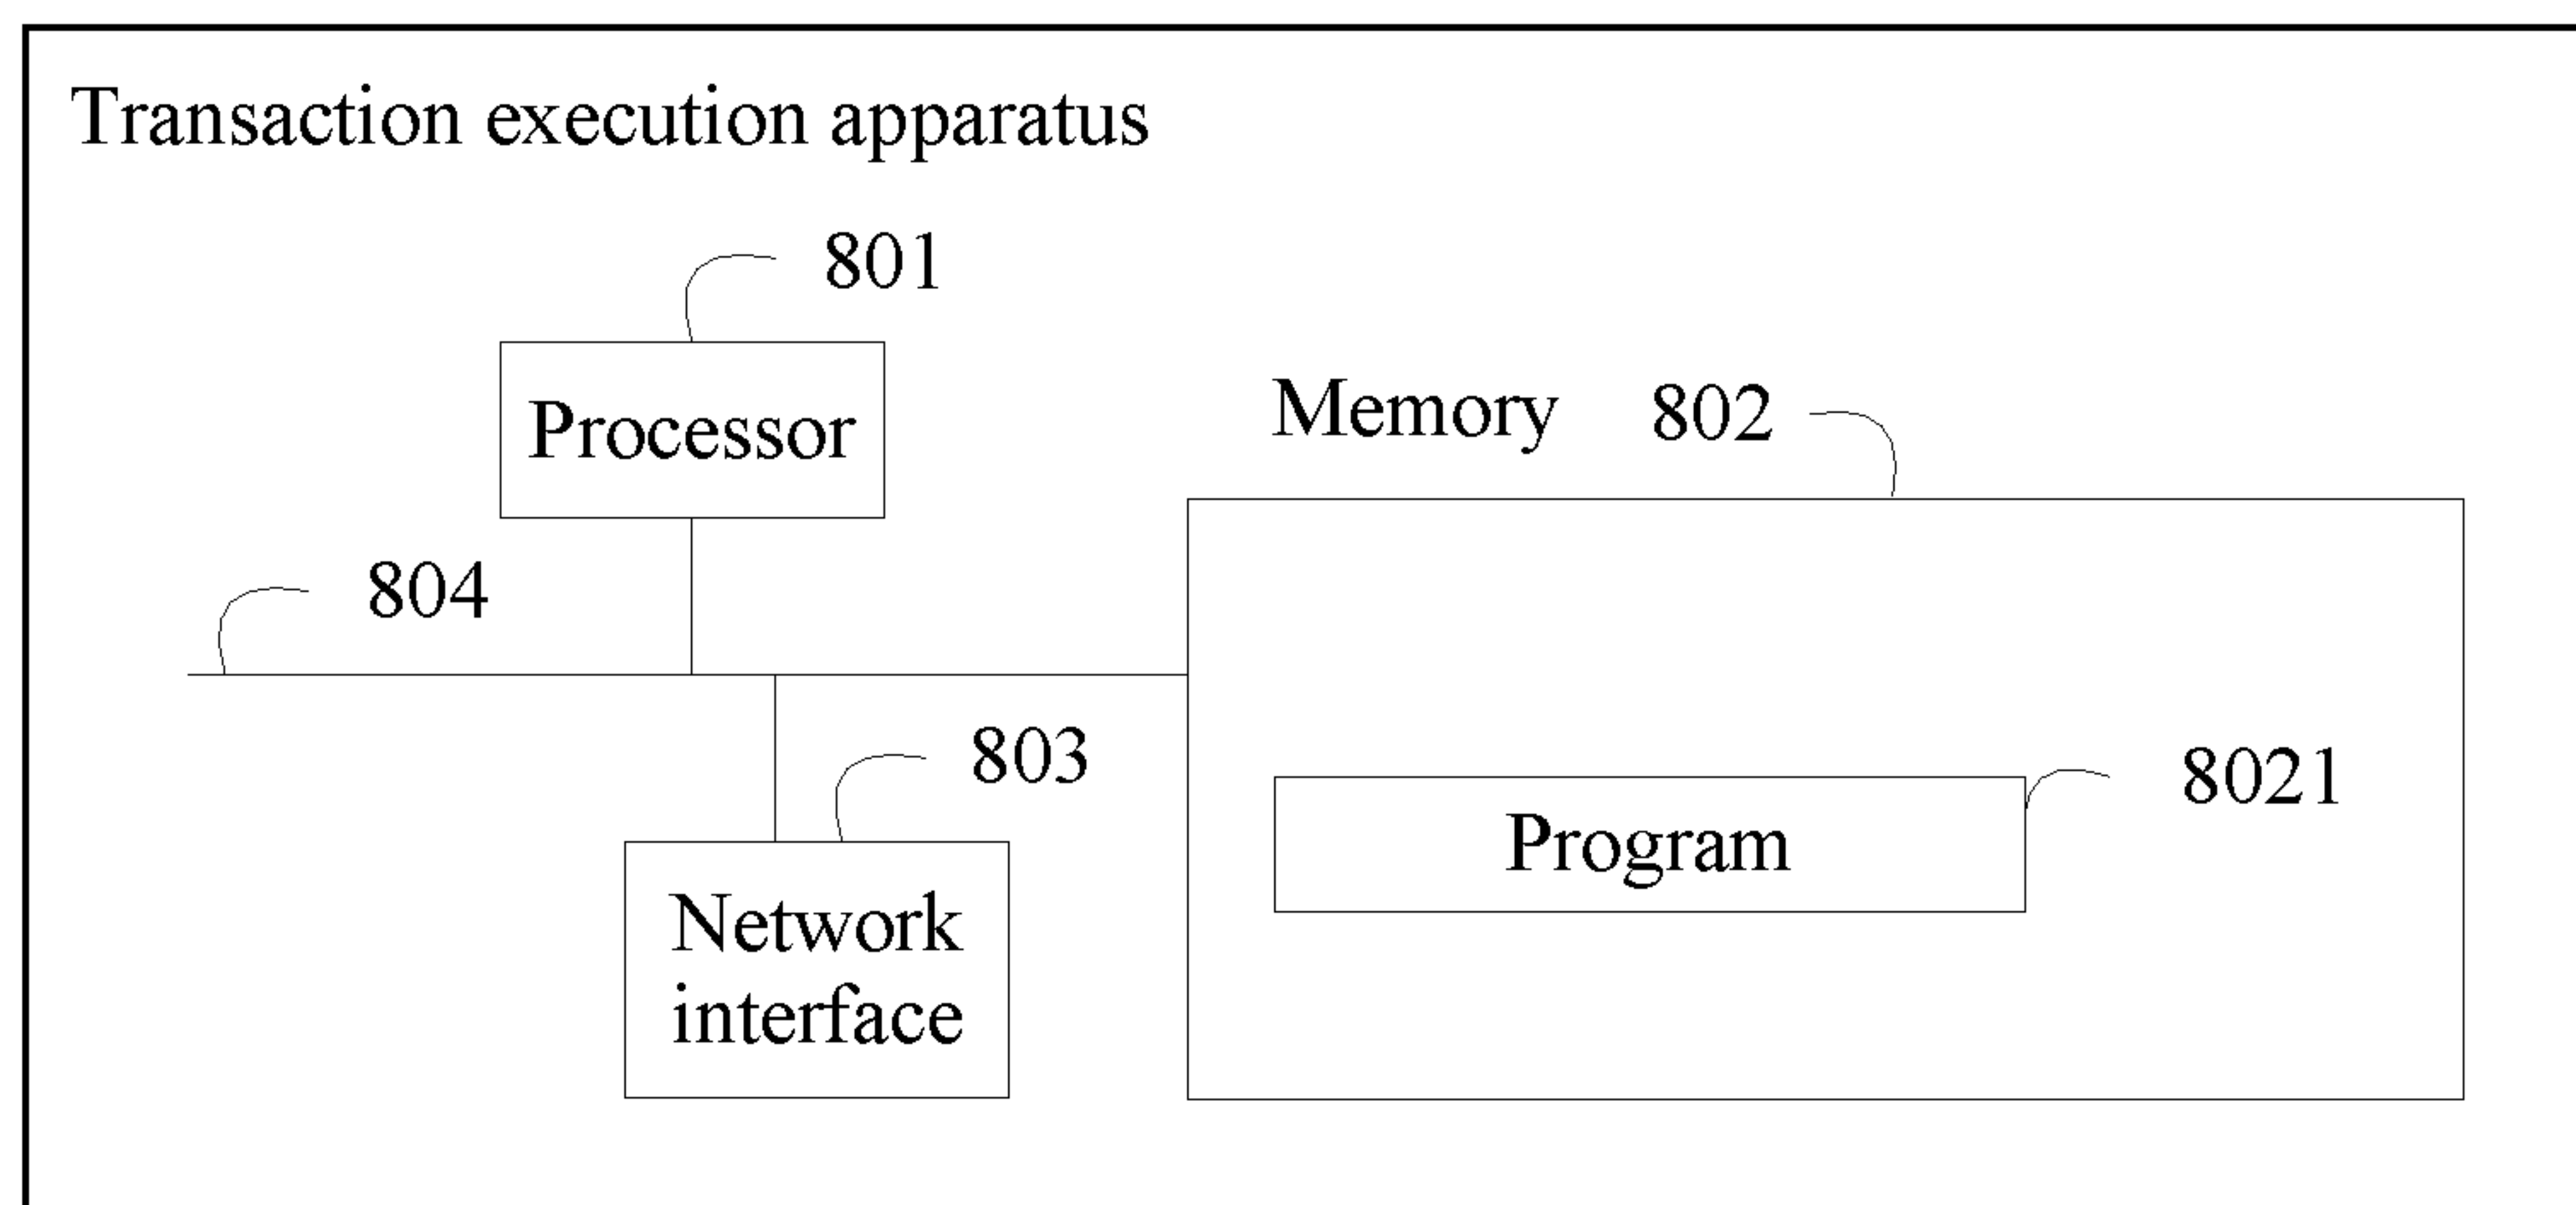 Transaction execution apparatus
801
Processor
Memory 802
804
803
8021
Program
Network
interface